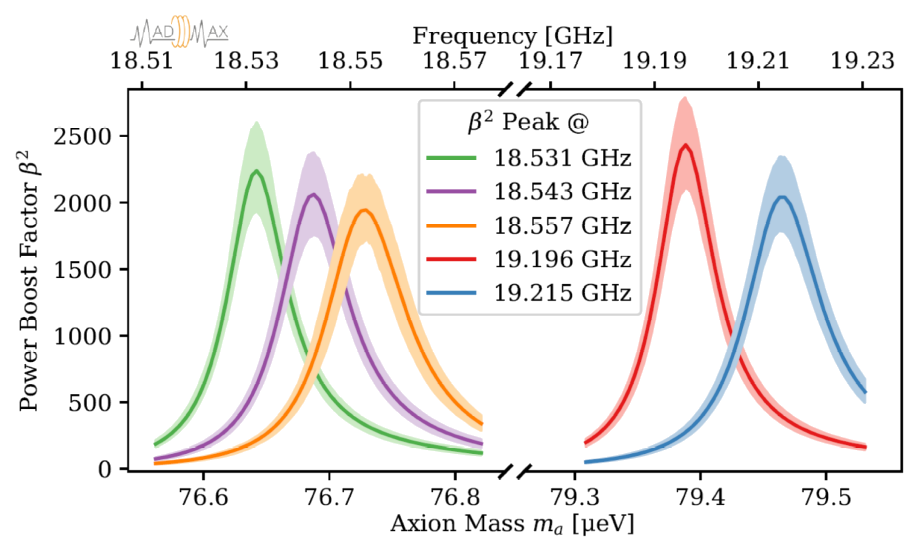 MAD MAX
Frequency [GHz]
18.51 18.53 18.55 18.57 19.17 19.19 19.21 19.23
Power Boost Factor β²
2500
2000
1500
1000
500
0
β² Peak @
18.531 GHz
18.543 GHz
18.557 GHz
19.196 GHz
19.215 GHz
76.6 76.7 76.8 79.3 79.4 79.5
Axion Mass mₐ [μeV]